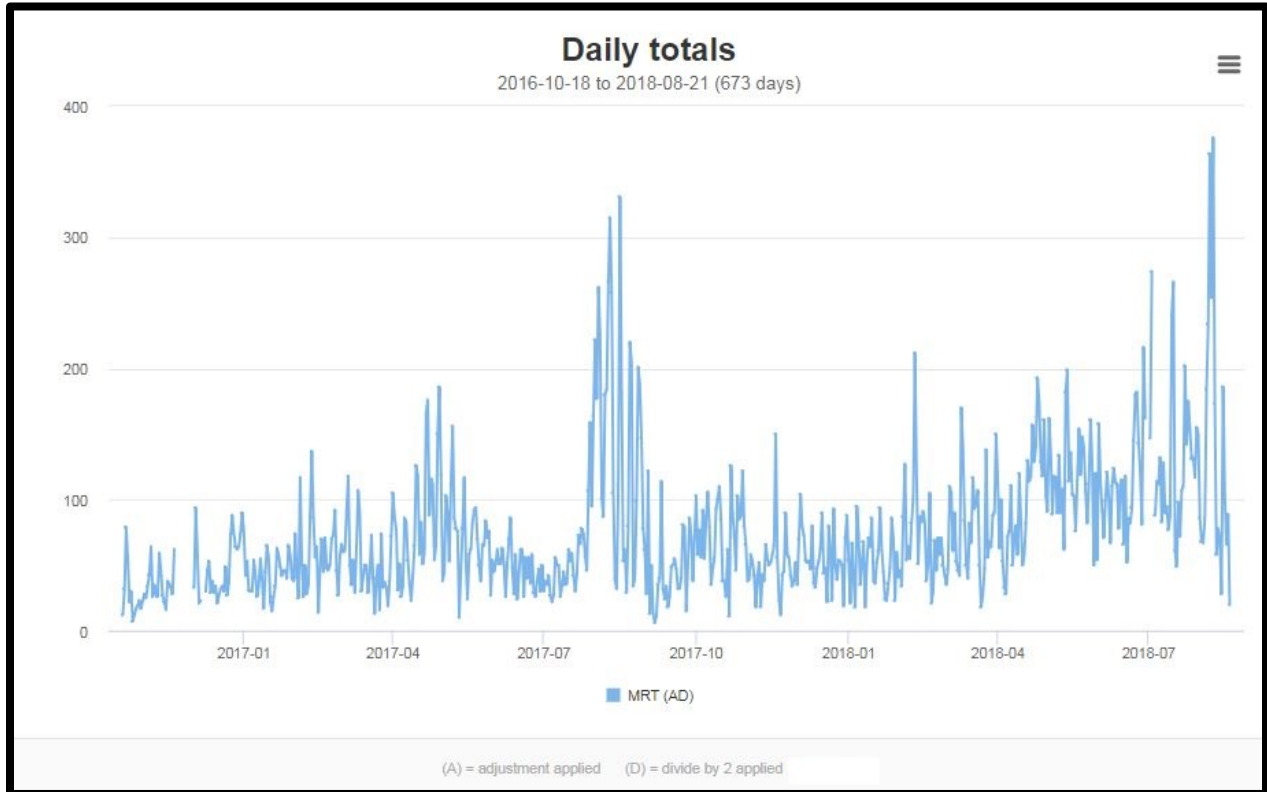 Daily totals
2016-10-18 to 2018-08-21 (673 days)
400
300
200
100
0
2017-01 2017-04 2017-07 2017-10 2018-01 2018-04 2018-07
MRT (AD)
(A) = adjustment applied (D) = divide by 2 applied